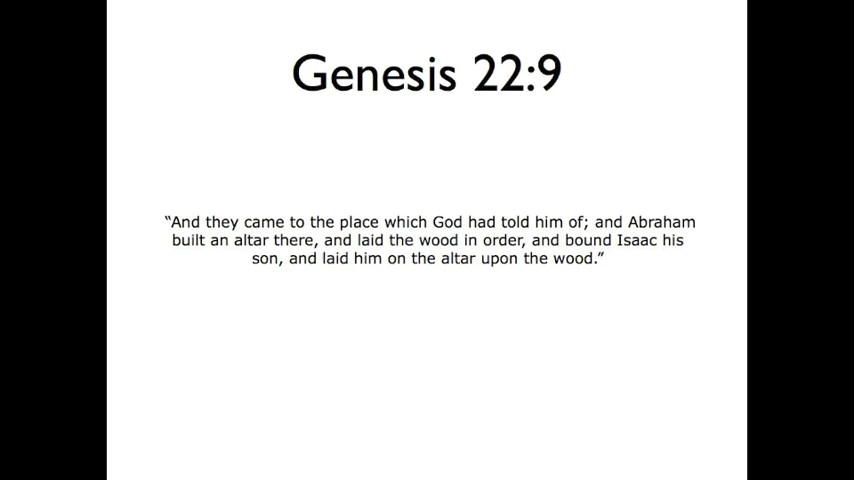 Genesis 22:9
“And they came to the place which God had told him of; and Abraham
built an altar there, and laid the wood in order, and bound Isaac his
son, and laid him on the altar upon the wood.”